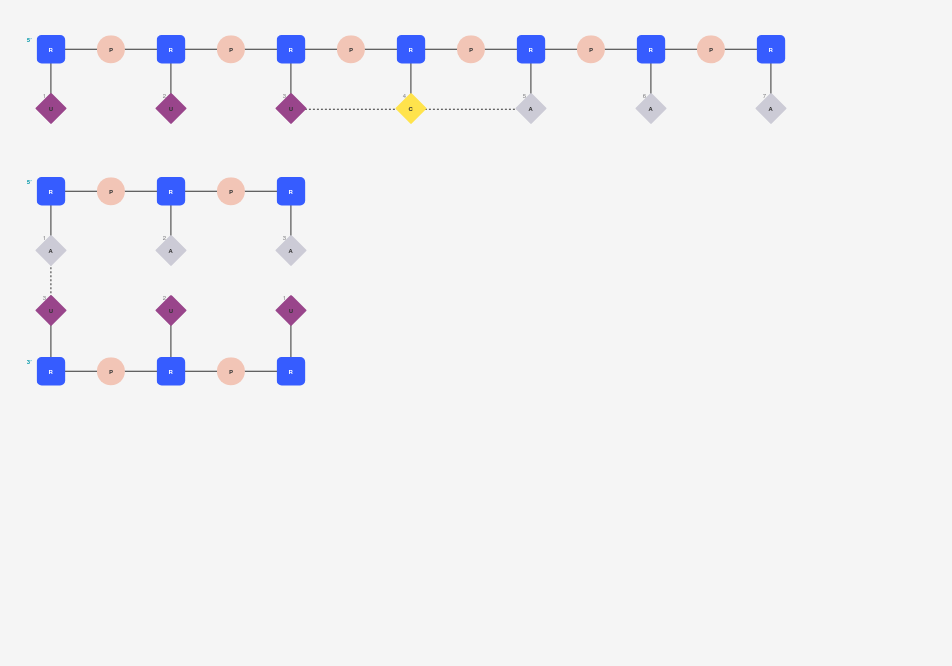 5' R P R P R P R P R P R P R
1 2 3 4 5 6 7
U U U C A A A
5' R P R P R
1 2 3
A A A
3 2 1
U U U
3' R P R P R